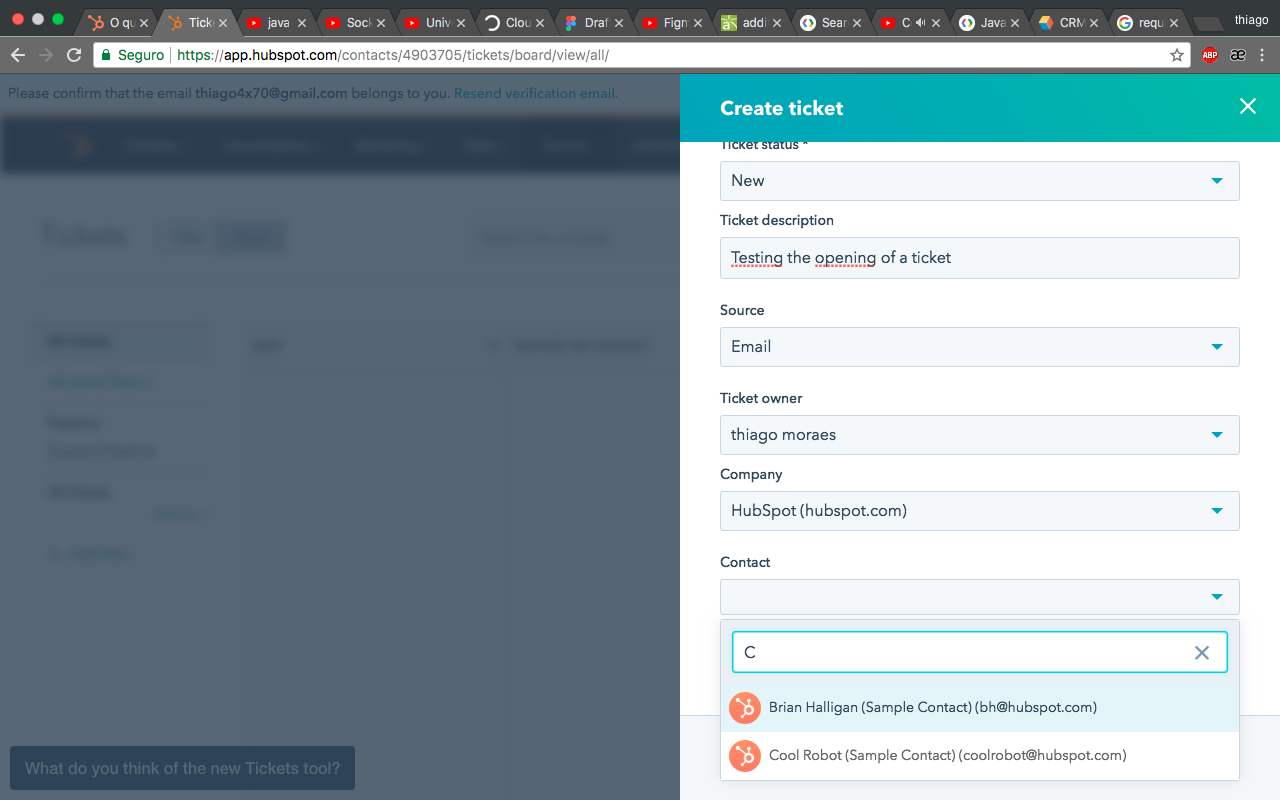 O qu
Ticke
java
Sock
Univ
Clou
Draf
Figm
addi
Sear
C
Java
CRM
requ
thiago
Seguro
https://app.hubspot.com/contacts/4903705/tickets/board/view/all/
ABP
æ
Please confirm that the email thiago4x70@gmail.com belongs to you. Resend verification email.
Create ticket
Ticket status *
New
Ticket description
Testing the opening of a ticket
Source
Email
Ticket owner
thiago moraes
Company
HubSpot (hubspot.com)
Contact
C
Brian Halligan (Sample Contact) (bh@hubspot.com)
Cool Robot (Sample Contact) (coolrobot@hubspot.com)
Tickets
What do you think of the new Tickets tool?